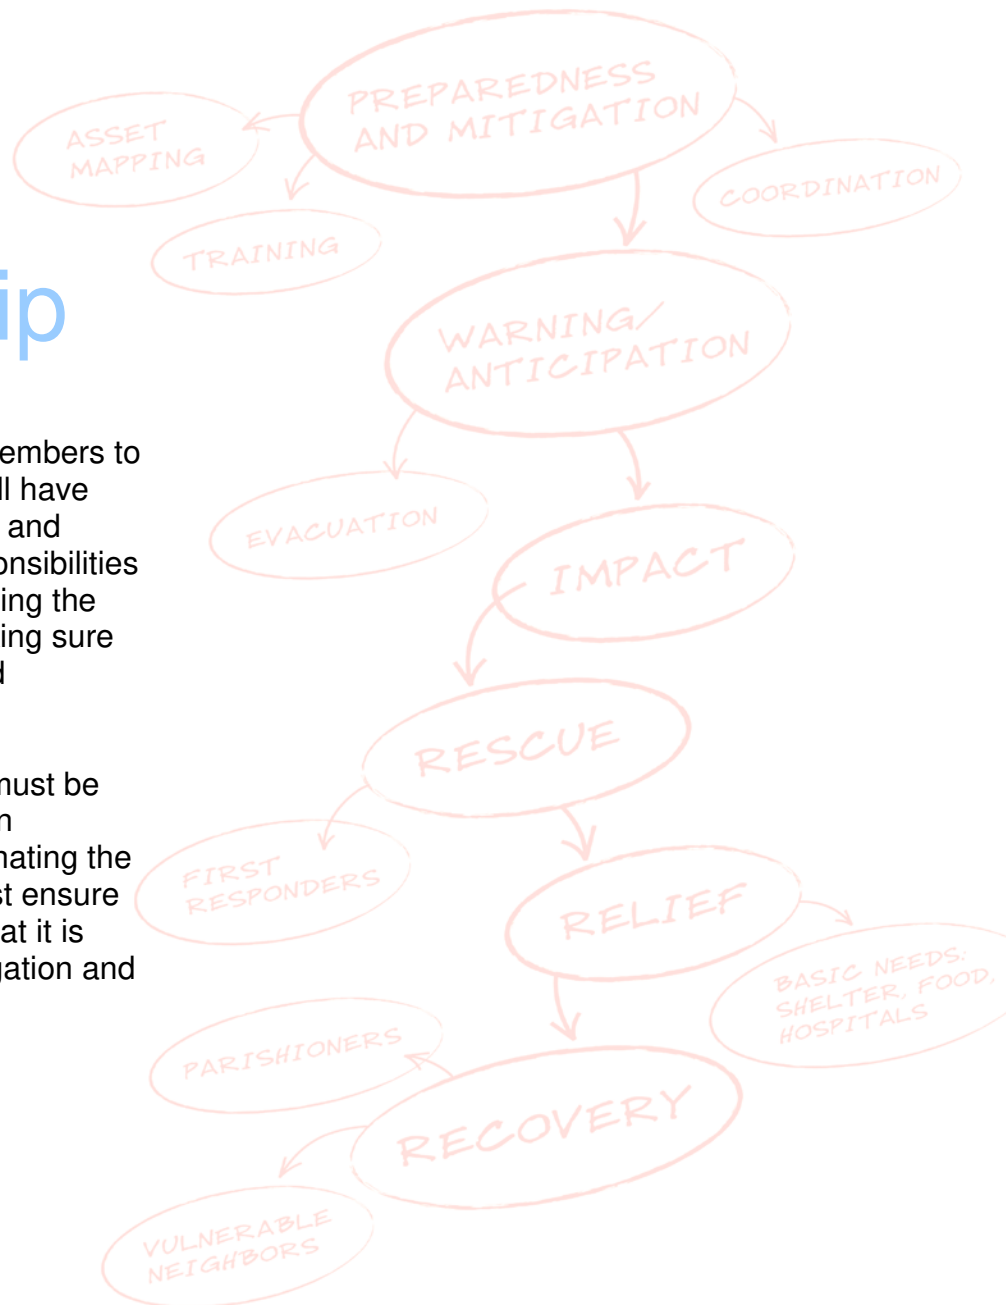 PREPAREDNESS
AND MITIGATION
ASSET
MAPPING
COORDINATION
TRAINING
ip
WARNING/
ANTICIPATION
embers to
ll have
and
onsibilities
ing the
ing sure
d
EVACUATION
IMPACT
RESCUE
must be
n
nating the
st ensure
at it is
gation and
FIRST
RESPONDERS
RELIEF
BASIC NEEDS:
SHELTER, FOOD,
HOSPITALS
PARISHIONERS
RECOVERY
VULNERABLE
NEIGHBORS